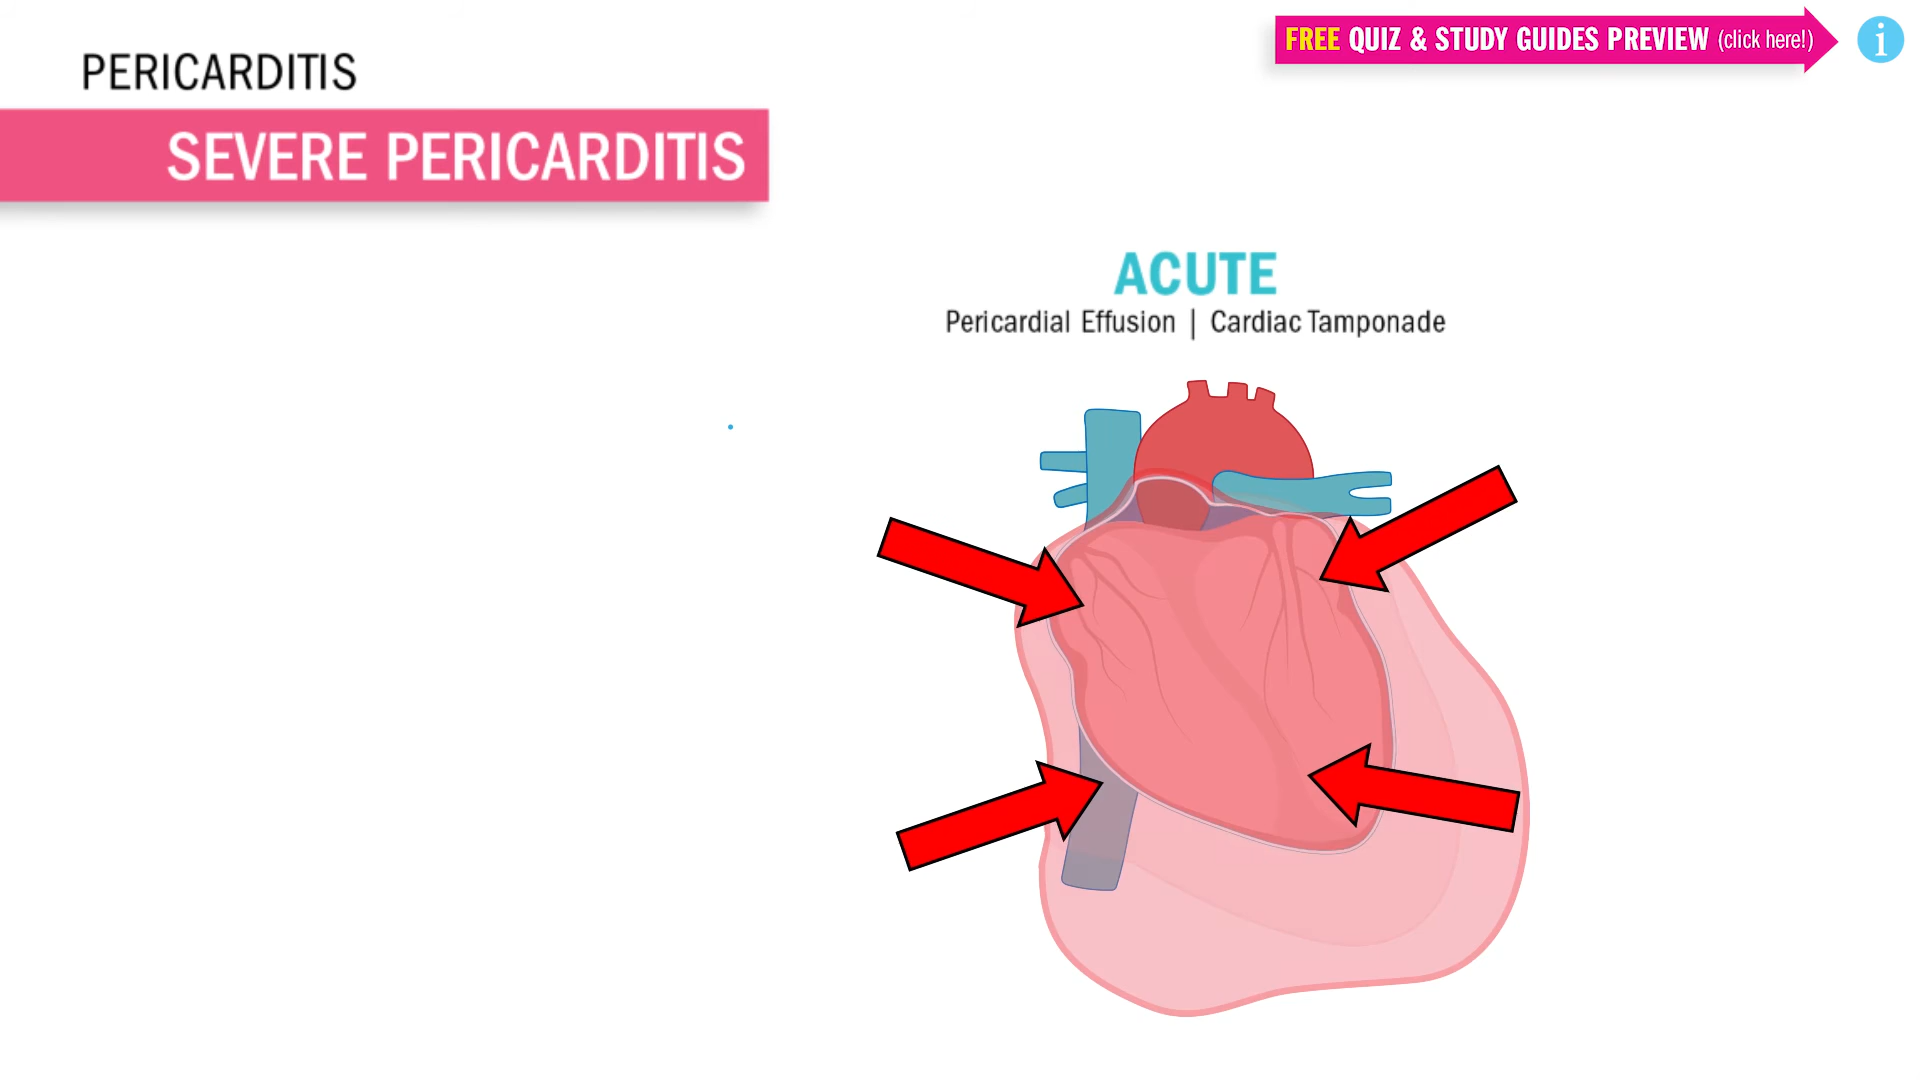 FREE QUIZ & STUDY GUIDES PREVIEW (click here!)
i
PERICARDITIS
SEVERE PERICARDITIS
ACUTE
Pericardial Effusion | Cardiac Tamponade